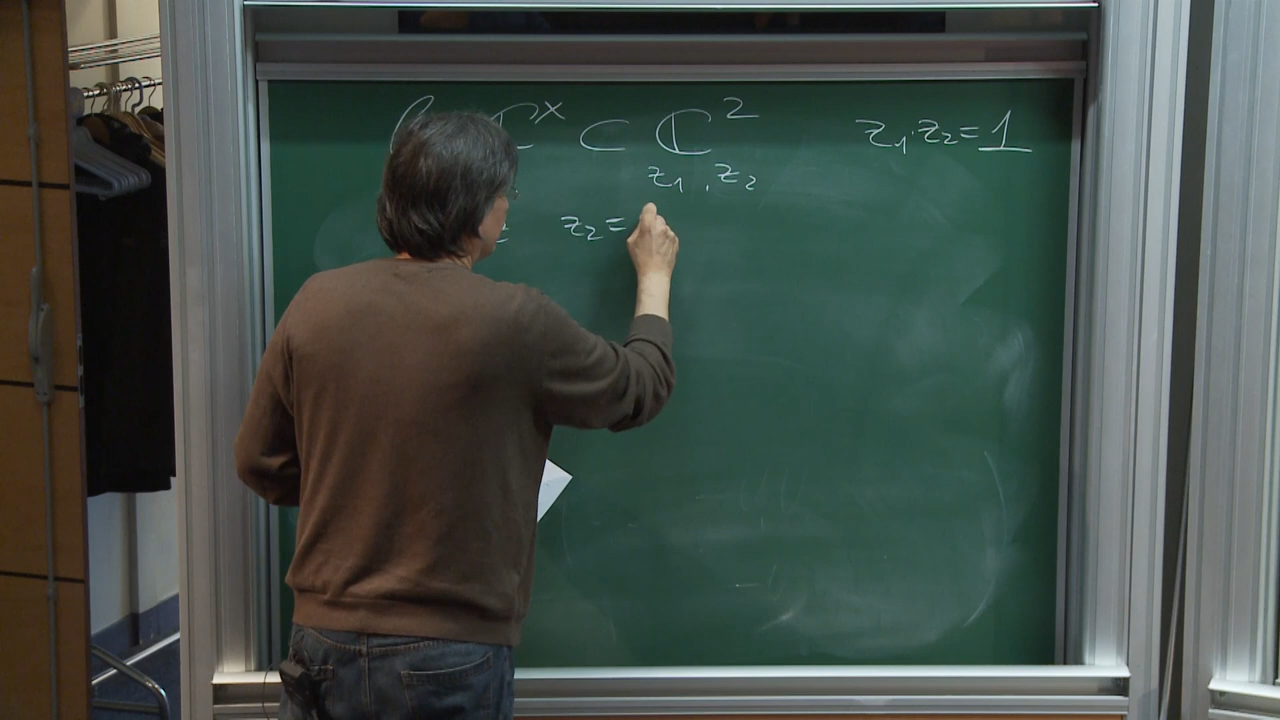 ℂ^× ⊂ ℂ²    z₁·z₂=1
z₁, z₂
z₂=